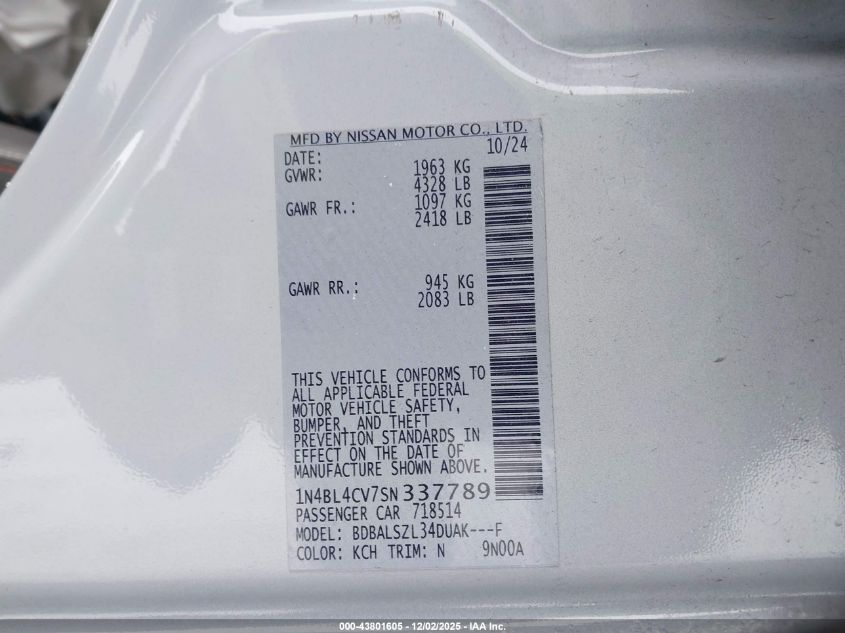 MFD BY NISSAN MOTOR CO., LTD.
DATE: 10/24
GVWR: 1963 KG
4328 LB
GAWR FR.: 1097 KG
2418 LB
GAWR RR.: 945 KG
2083 LB
THIS VEHICLE CONFORMS TO
ALL APPLICABLE FEDERAL
MOTOR VEHICLE SAFETY,
BUMPER, AND THEFT
PREVENTION STANDARDS IN
EFFECT ON THE DATE OF
MANUFACTURE SHOWN ABOVE.
1N4BL4CV7SN337789
PASSENGER CAR 718514
MODEL: BDBALSZL34DUAK---F
COLOR: KCH TRIM: N 9N00A
000-43801605 - 12/02/2025 - IAA Inc.